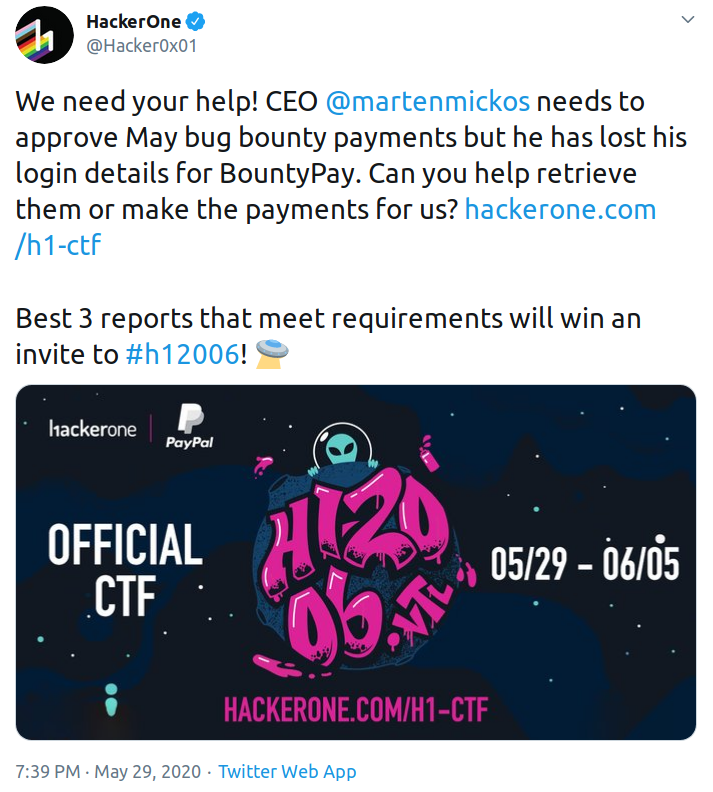 HackerOne
@Hacker0x01
We need your help! CEO @martenmickos needs to
approve May bug bounty payments but he has lost his
login details for BountyPay. Can you help retrieve
them or make the payments for us? hackerone.com
/h1-ctf
Best 3 reports that meet requirements will win an
invite to #h12006!
hackerone
PayPal
OFFICIAL
CTF
H1-20
06.VTL
05/29 – 06/05
HACKERONE.COM/H1-CTF
7:39 PM · May 29, 2020 · Twitter Web App